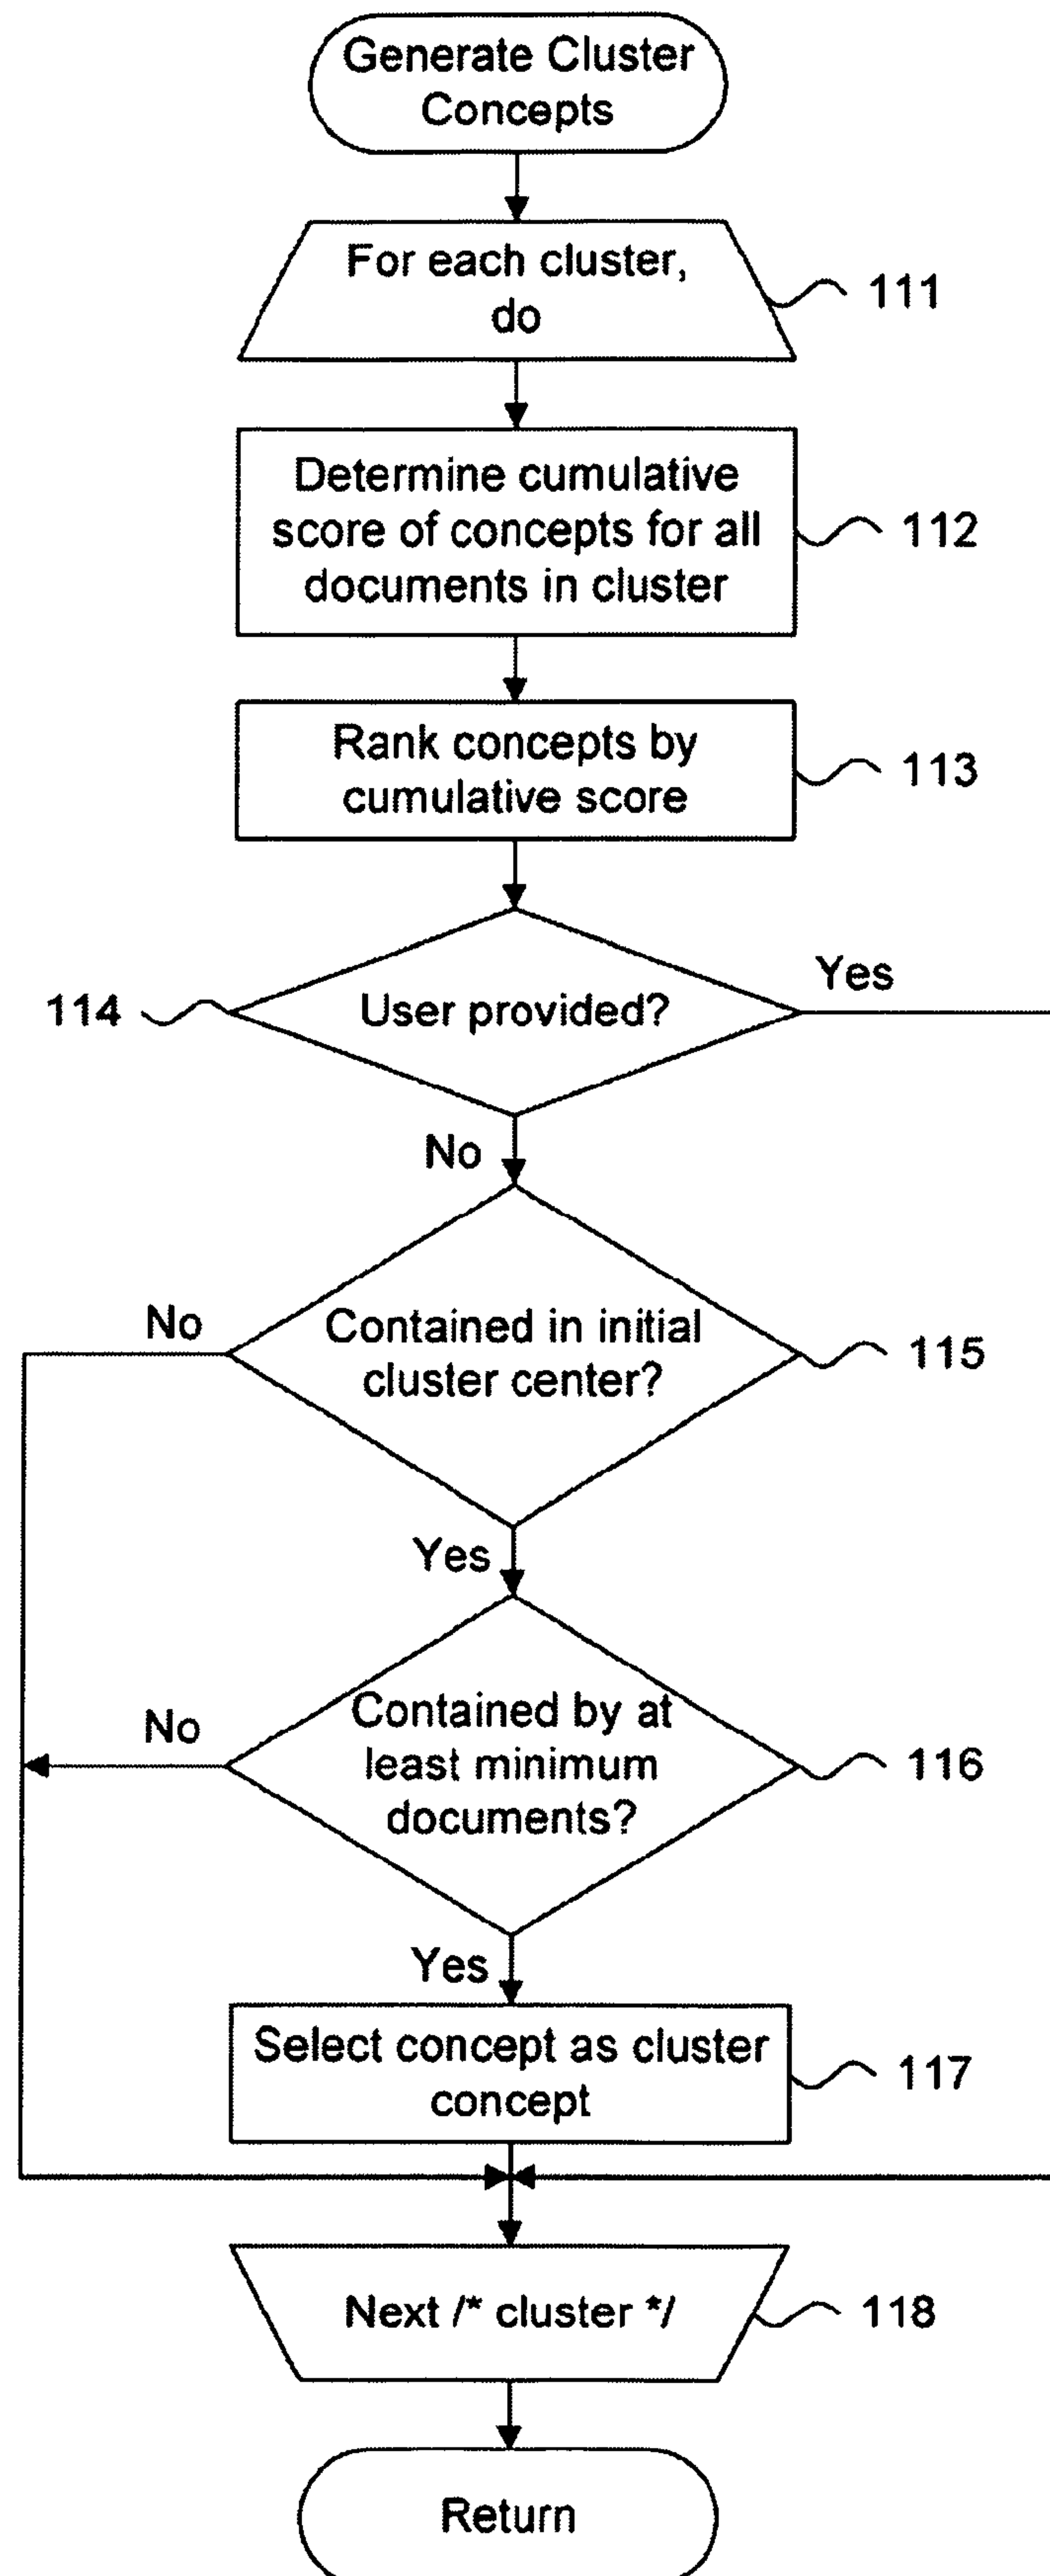 Generate Cluster
Concepts
For each cluster,
do
111
Determine cumulative
score of concepts for all
documents in cluster
112
Rank concepts by
cumulative score
113
114
User provided?
Yes
No
No
Contained in initial
cluster center?
115
Yes
No
Contained by at
least minimum
documents?
116
Yes
Select concept as cluster
concept
117
Next /* cluster */
118
Return